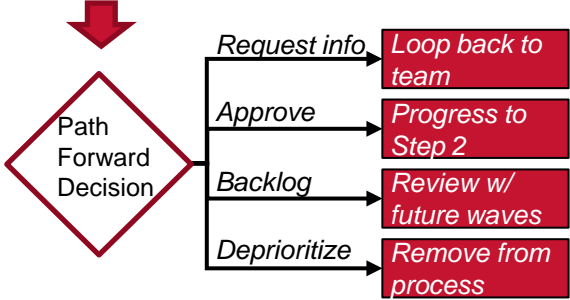 Path
Forward
Decision
Request info
Loop back to
team
Approve
Progress to
Step 2
Backlog
Review w/
future waves
Deprioritize
Remove from
process